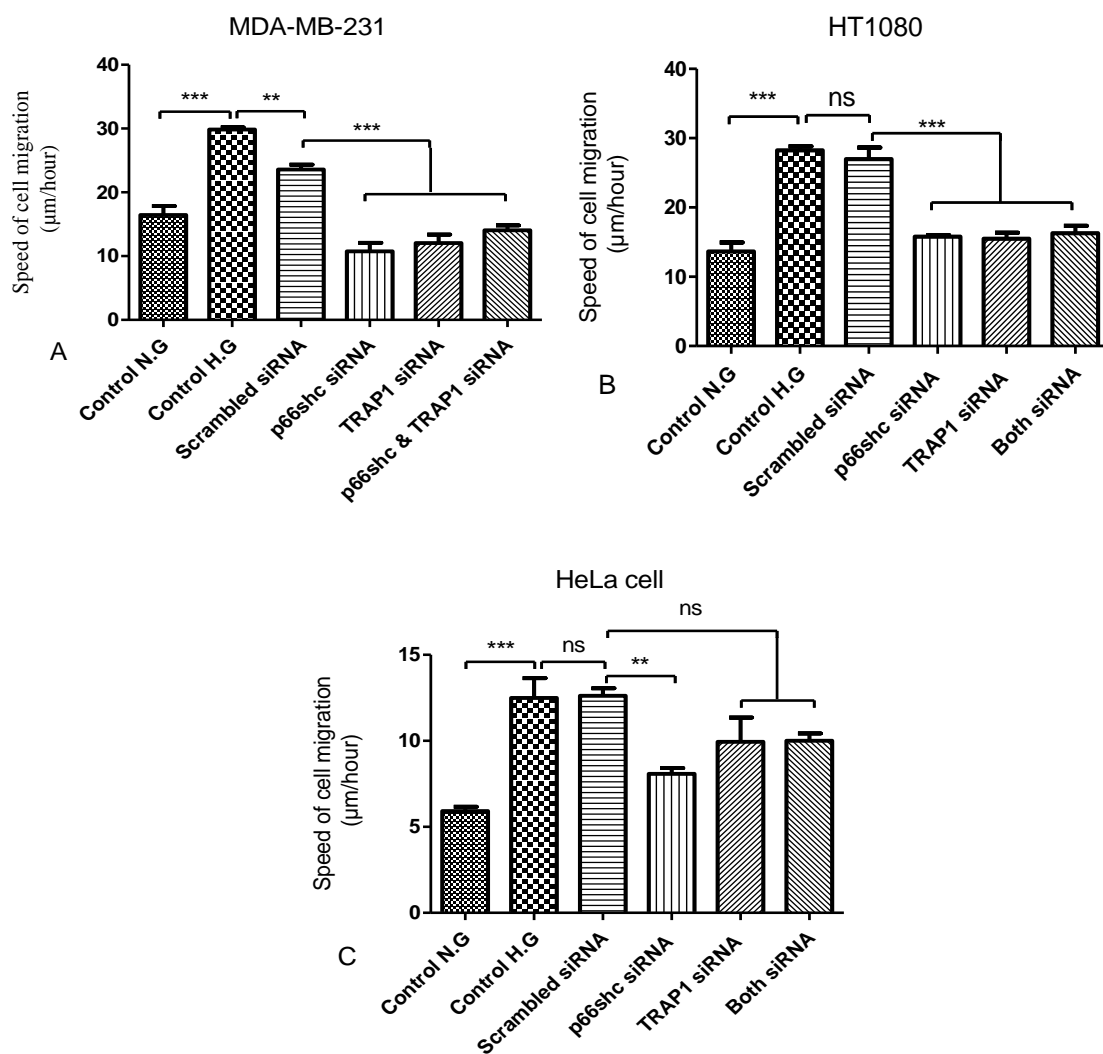 MDA-MB-231
Speed of cell migration
(µm/hour)
40
30
20
10
0
***
**
***
Control N.G
Control H.G
Scrambled siRNA
p66shc siRNA
TRAP1 siRNA
p66shc & TRAP1 siRNA
A
HT1080
Speed of cell migration
(µm/hour)
40
30
20
10
0
***
ns
***
Control N.G
Control H.G
Scrambled siRNA
p66shc siRNA
TRAP1 siRNA
Both siRNA
B
HeLa cell
Speed of cell migration
(µm/hour)
15
10
5
0
***
ns
**
ns
Control N.G
Control H.G
Scrambled siRNA
p66shc siRNA
TRAP1 siRNA
Both siRNA
C